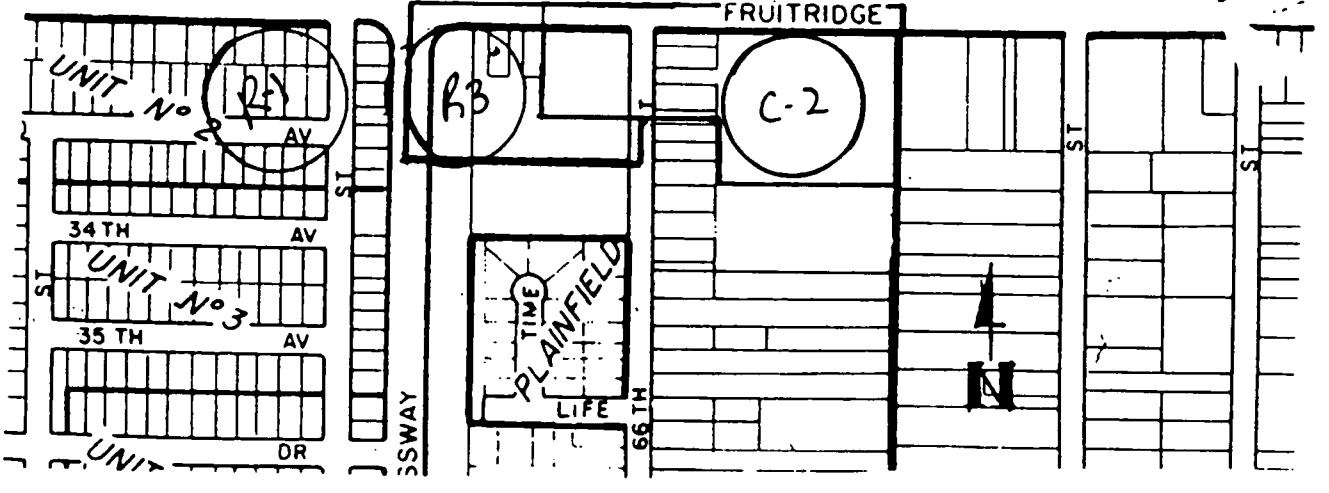 FRUITRIDGE
UNIT No 2
R-1
R3
C-2
AV
ST
ST
ST
34TH AV
UNIT No 3
ST
35 TH AV
TIME
PLAINFIELD
N
LIFE
66TH
SSWAY
DR
UNIT